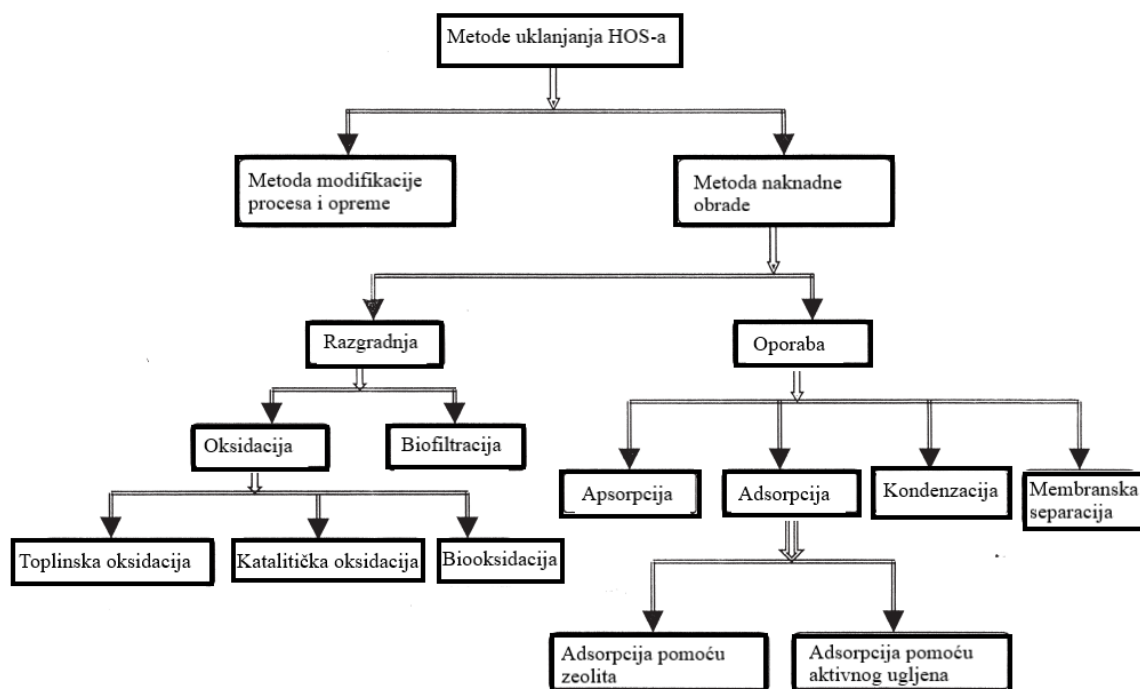 Metode uklanjanja HOS-a
Metoda modifikacije
procesa i opreme
Metoda naknadne
obrade
Razgradnja
Oporaba
Oksidacija
Biofiltracija
Apsorpcija
Adsorpcija
Kondenzacija
Membranska
separacija
Toplinska oksidacija
Katalitička oksidacija
Biooksidacija
Adsorpcija pomoću
zeolita
Adsorpcija pomoću
aktivnog ugljena